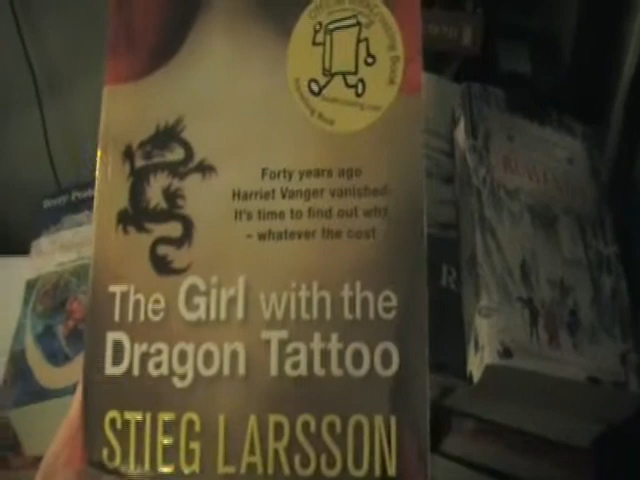 Forty years ago
Harriet Vanger vanished.
It's time to find out why
– whatever the cost
The Girl with the
Dragon Tattoo
STIEG LARSSON